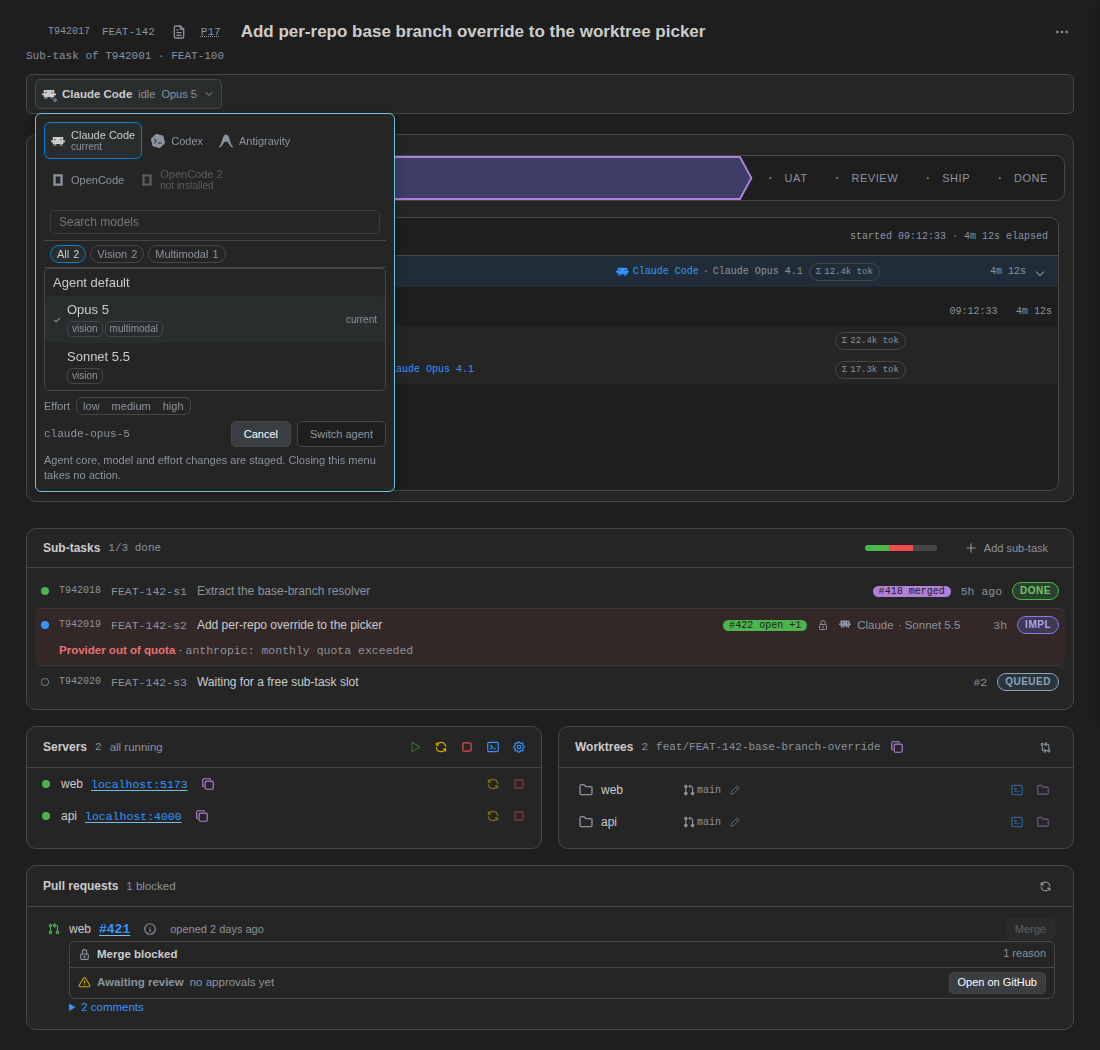 T942017 FEAT-142 P17 Add per-repo base branch override to the worktree picker
Sub-task of T942001 · FEAT-100
Claude Code idle Opus 5
Claude Code
current
Codex
Antigravity
OpenCode
OpenCode 2
not installed
Search models
All 2 Vision 2 Multimodal 1
Agent default
Opus 5
vision multimodal
current
Sonnet 5.5
vision
Effort low medium high
claude-opus-5 Cancel Switch agent
Agent core, model and effort changes are staged. Closing this menu
takes no action.
· UAT · REVIEW · SHIP · DONE
started 09:12:33 · 4m 12s elapsed
Claude Code · Claude Opus 4.1 Σ 12.4k tok 4m 12s
09:12:33 4m 12s
Σ 22.4k tok
aude Opus 4.1 Σ 17.3k tok
Sub-tasks 1/3 done Add sub-task
T942018 FEAT-142-s1 Extract the base-branch resolver #418 merged 5h ago DONE
T942019 FEAT-142-s2 Add per-repo override to the picker #422 open +1 Claude · Sonnet 5.5 3h IMPL
Provider out of quota · anthropic: monthly quota exceeded
T942020 FEAT-142-s3 Waiting for a free sub-task slot #2 QUEUED
Servers 2 all running
web localhost:5173
api localhost:4000
Worktrees 2 feat/FEAT-142-base-branch-override
web main
api main
Pull requests 1 blocked
web #421 opened 2 days ago Merge
Merge blocked 1 reason
Awaiting review no approvals yet Open on GitHub
2 comments